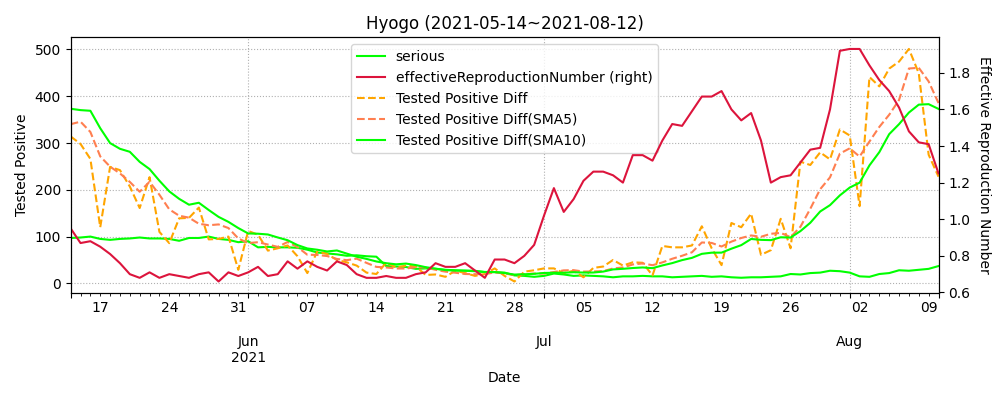 Hyogo (2021-05-14~2021-08-12)
serious
effectiveReproductionNumber (right)
Tested Positive Diff
Tested Positive Diff(SMA5)
Tested Positive Diff(SMA10)
Tested Positive
500
400
300
200
100
0
Effective Reproduction Number
1.8
1.6
1.4
1.2
1.0
0.8
0.6
17 24 31 07 14 21 28 05 12 19 26 02 09
Jun Jul Aug
2021
Date